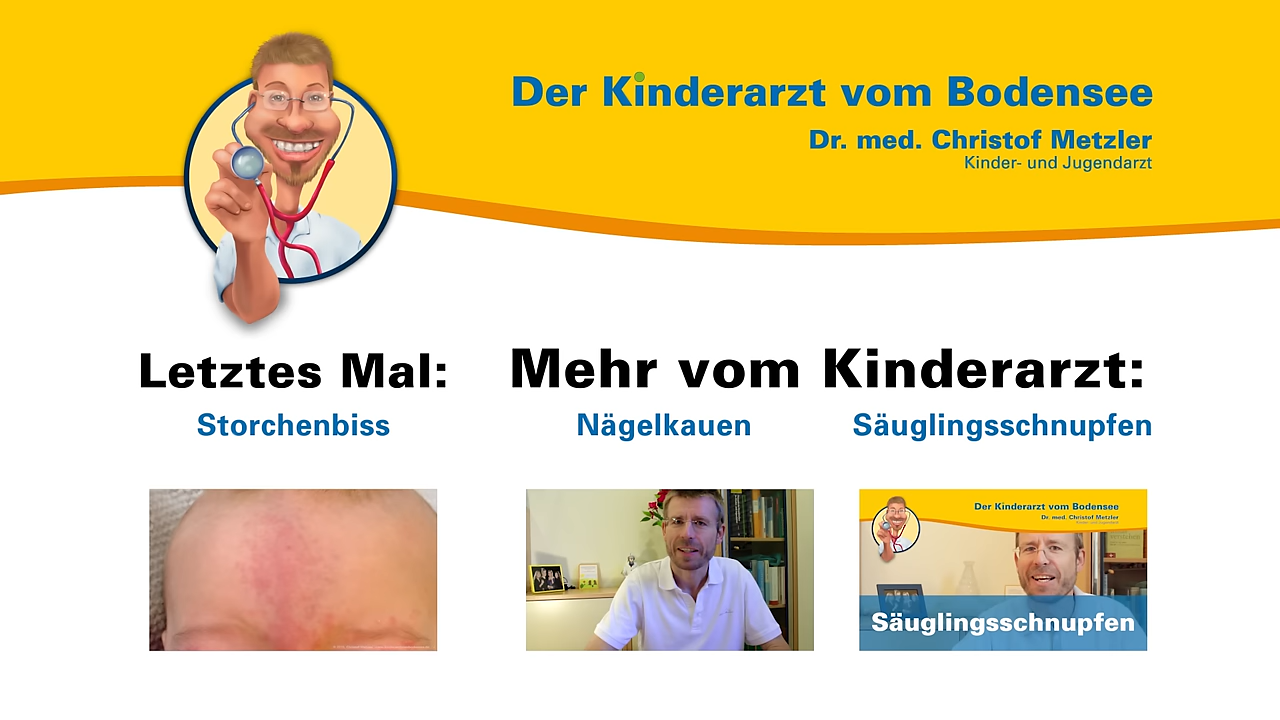 Der Kinderarzt vom Bodensee
Dr. med. Christof Metzler
Kinder- und Jugendarzt
Letztes Mal:
Storchenbiss
Mehr vom Kinderarzt:
Nägelkauen
Säuglingsschnupfen
Der Kinderarzt vom Bodensee
Dr. med. Christof Metzler
Säuglingsschnupfen